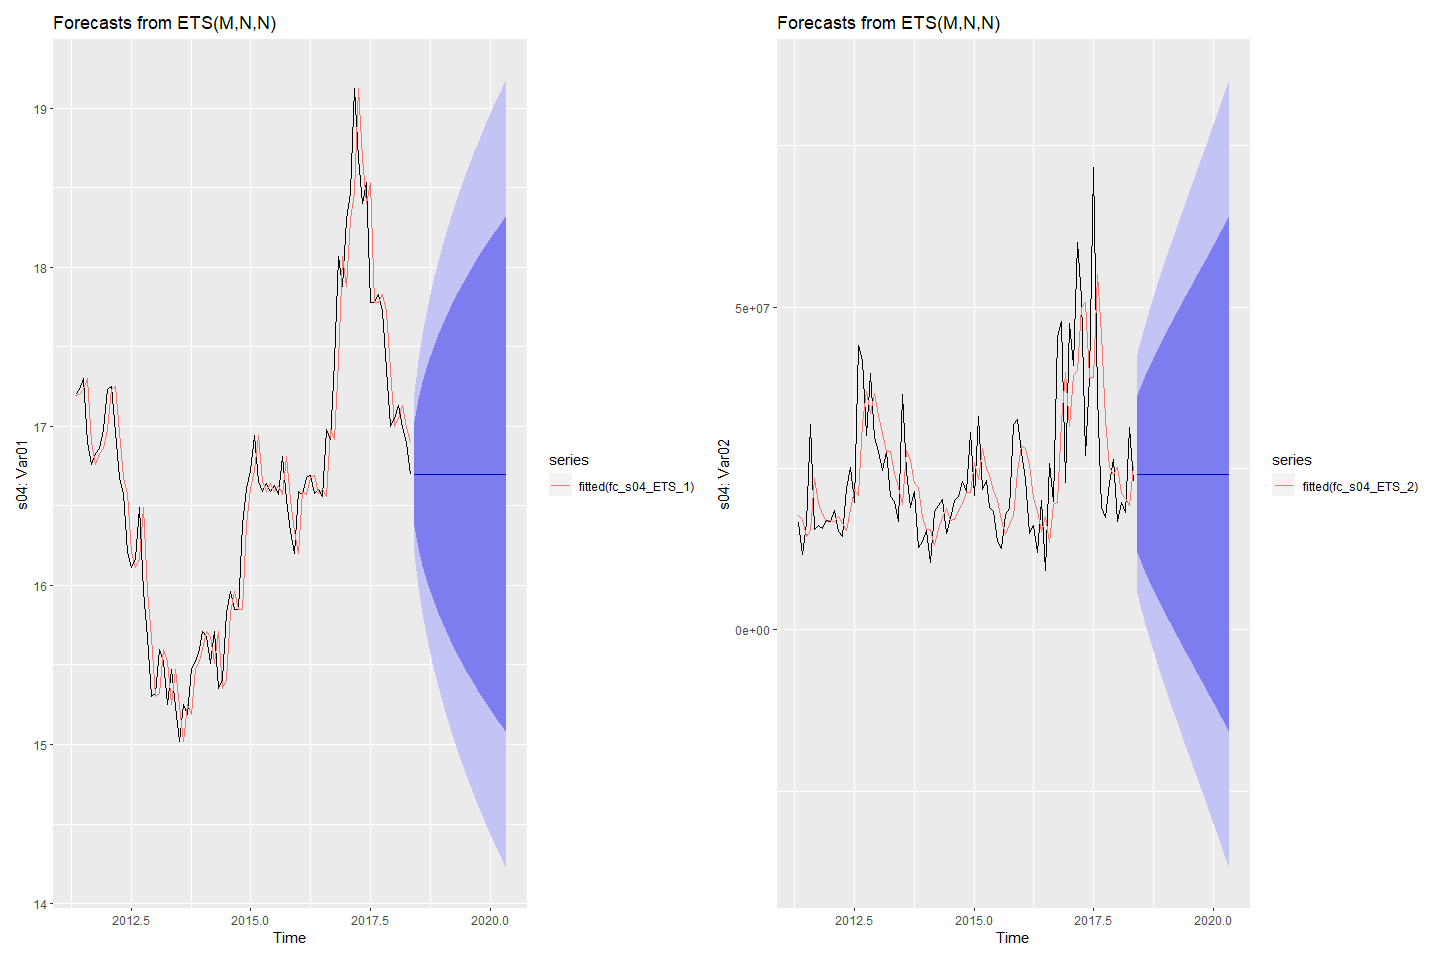 Forecasts from ETS(M,N,N)
s04: Var01
19
18
17
16
15
14
2012.5
2015.0
2017.5
2020.0
Time
series
fitted(fc_s04_ETS_1)
Forecasts from ETS(M,N,N)
s04: Var02
5e+07
0e+00
2012.5
2015.0
2017.5
2020.0
Time
series
fitted(fc_s04_ETS_2)